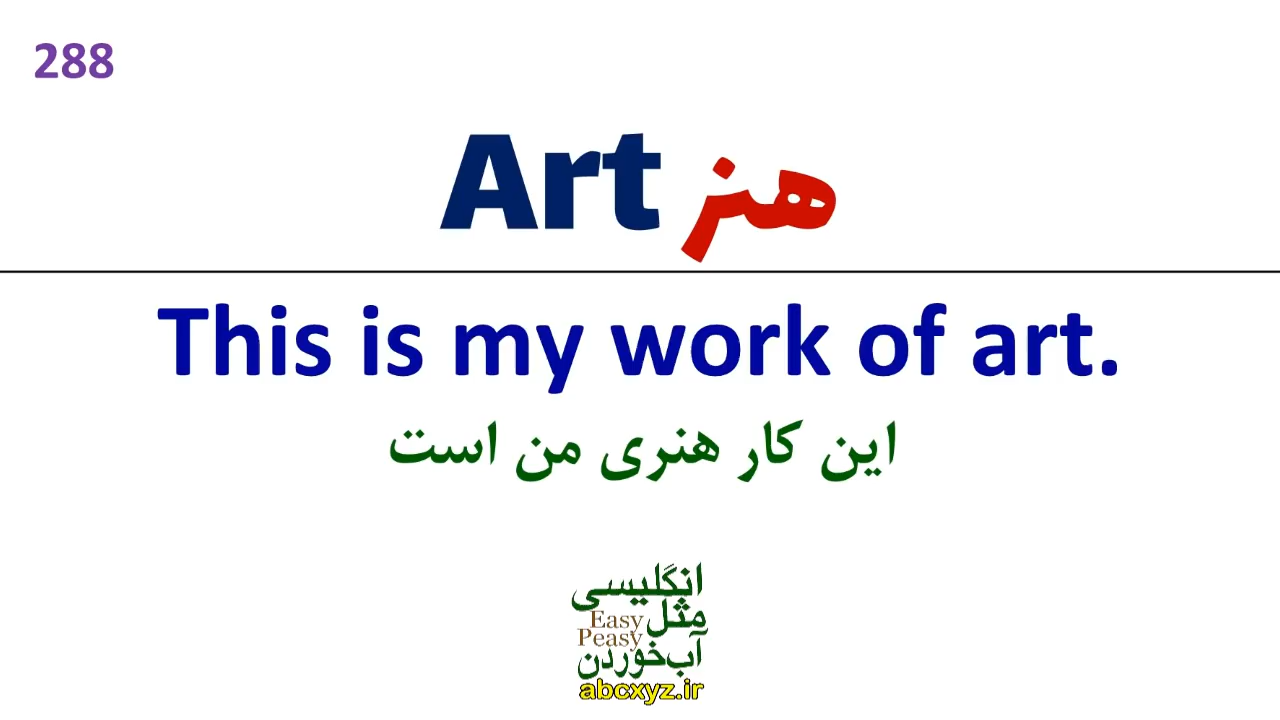 288
Art هنر
This is my work of art.
این کار هنری من است
انگلیسی
مثل
Easy
Peasy
آب‌خوردن
abcxyz.ir